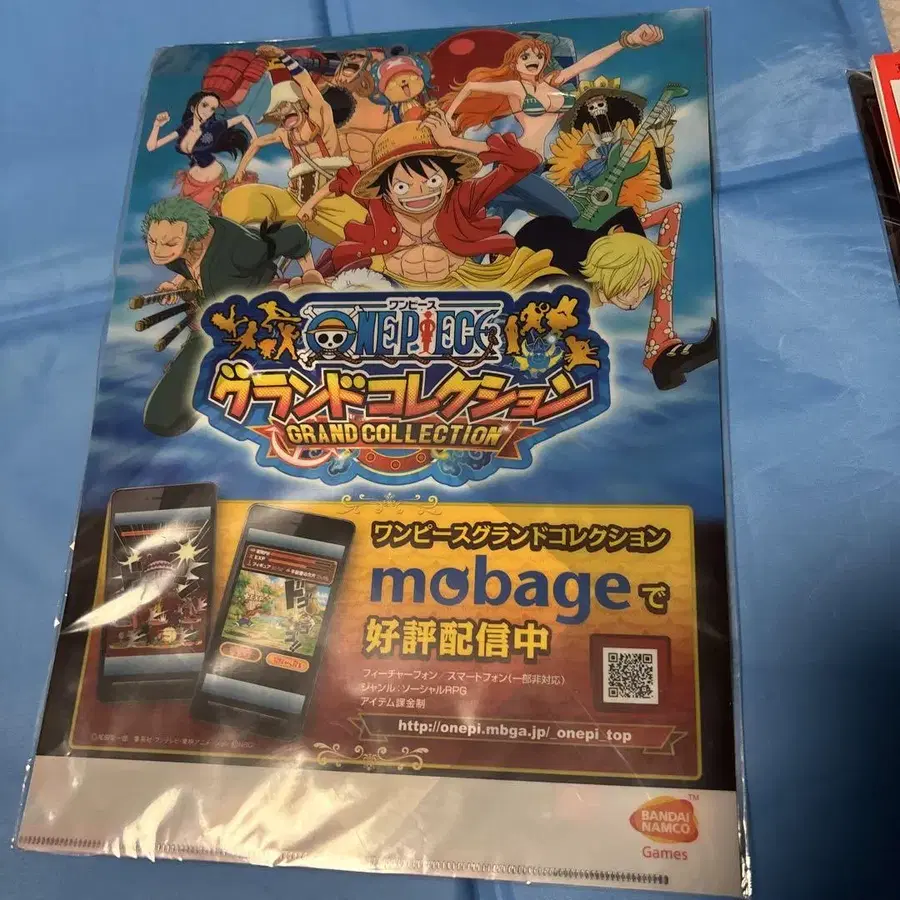 ワンピース
ONE PIECE
グランドコレクション
GRAND COLLECTION
ワンピースグランドコレクション
mobageで
好評配信中
フィーチャーフォン／スマートフォン(一部非対応)
ジャンル:ソーシャルRPG
アイテム課金制
http://onepi.mbga.jp/_onepi_top
EXP
ドン
TM
BANDAI
NAMCO
Games